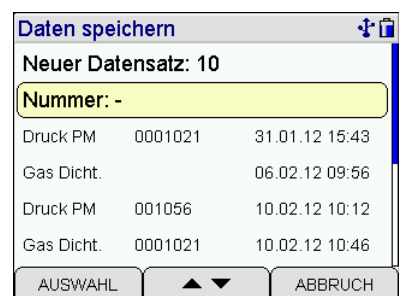 Daten speichern
Neuer Datensatz: 10
Nummer: -
Druck PM 0001021 31.01.12 15:43
Gas Dicht. 06.02.12 09:56
Druck PM 001056 10.02.12 10:12
Gas Dicht. 0001021 10.02.12 10:46
AUSWAHL ▲ ▼ ABBRUCH